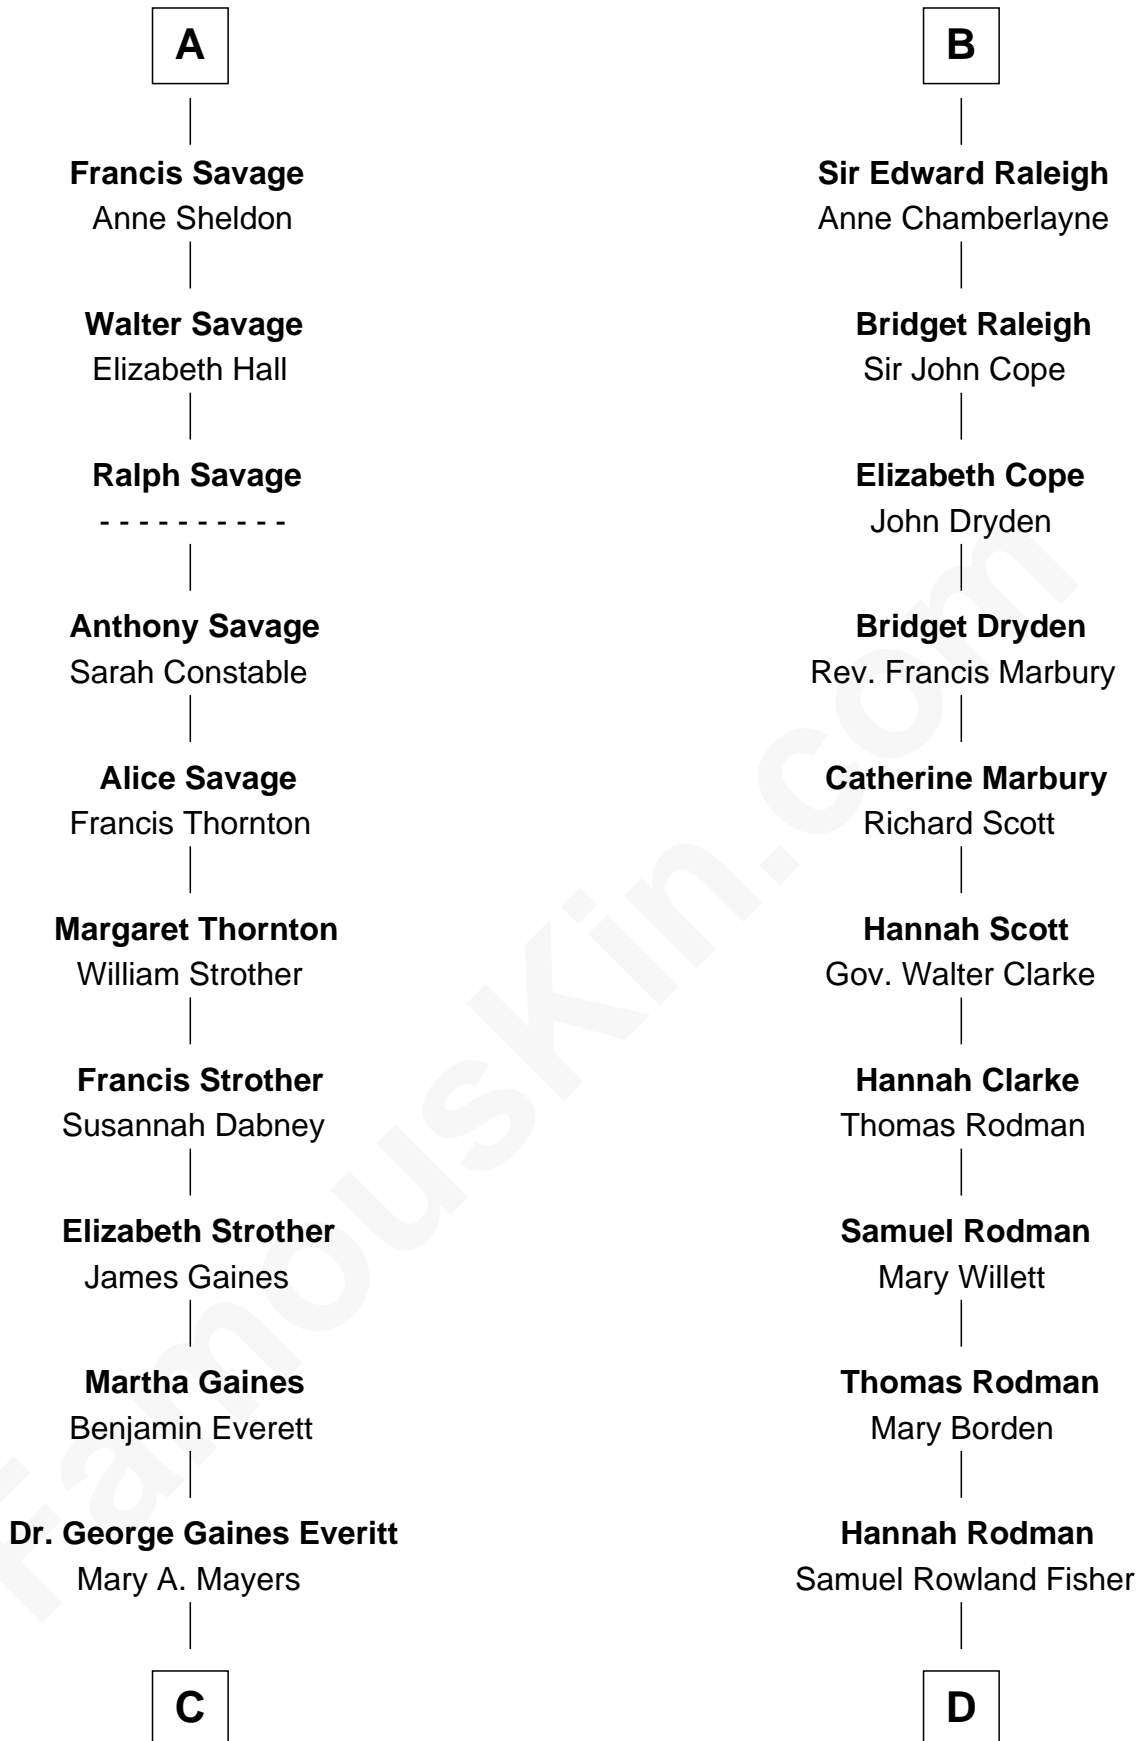 A
Francis Savage
Anne Sheldon
Walter Savage
Elizabeth Hall
Ralph Savage
- - - - - - - - - -
Anthony Savage
Sarah Constable
Alice Savage
Francis Thornton
Margaret Thornton
William Strother
Francis Strother
Susannah Dabney
Elizabeth Strother
James Gaines
Martha Gaines
Benjamin Everett
Dr. George Gaines Everitt
Mary A. Mayers
C
B
Sir Edward Raleigh
Anne Chamberlayne
Bridget Raleigh
Sir John Cope
Elizabeth Cope
John Dryden
Bridget Dryden
Rev. Francis Marbury
Catherine Marbury
Richard Scott
Hannah Scott
Gov. Walter Clarke
Hannah Clarke
Thomas Rodman
Samuel Rodman
Mary Willett
Thomas Rodman
Mary Borden
Hannah Rodman
Samuel Rowland Fisher
D
FamousKin.com